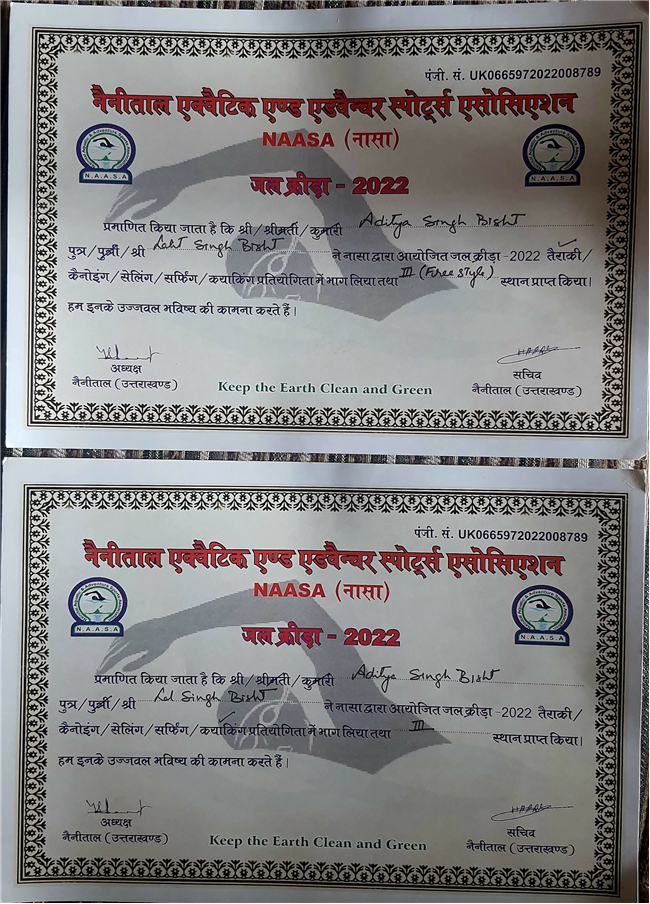 पंजी. सं. UK0665972022008789
नैनीताल एक्वैटिक एण्ड एडवैन्चर स्पोर्ट्स एसोसिएशन
NAASA (नासा)
N.A.A.S.A
N.A.A.S.A
जल क्रीड़ा - 2022
प्रमाणित किया जाता है कि श्री/श्रीमती/कुमारी Aditya Singh Bisht
पुत्र/पुत्री/श्री Singh Bisht ने नासा द्वारा आयोजित जल क्रीड़ा -2022 तैराकी/
कैनोइंग/सेलिंग/सर्फिंग/कयाकिंग प्रतियोगिता में भाग लिया तथा III (Free style) स्थान प्राप्त किया।
हम इनके उज्जवल भविष्य की कामना करते हैं।
अध्यक्ष
नैनीताल (उत्तराखण्ड)
Keep the Earth Clean and Green
सचिव
नैनीताल (उत्तराखण्ड)
पंजी. सं. UK0665972022008789
नैनीताल एक्वैटिक एण्ड एडवैन्चर स्पोर्ट्स एसोसिएशन
NAASA (नासा)
N.A.A.S.A
N.A.A.S.A
जल क्रीड़ा - 2022
प्रमाणित किया जाता है कि श्री/श्रीमती/कुमारी Aditya Singh Bisht
पुत्र/पुत्री/श्री Lal Singh Bisht ने नासा द्वारा आयोजित जल क्रीड़ा -2022 तैराकी/
कैनोइंग/सेलिंग/सर्फिंग/कयाकिंग प्रतियोगिता में भाग लिया तथा III स्थान प्राप्त किया।
हम इनके उज्जवल भविष्य की कामना करते हैं।
अध्यक्ष
नैनीताल (उत्तराखण्ड)
Keep the Earth Clean and Green
सचिव
नैनीताल (उत्तराखण्ड)